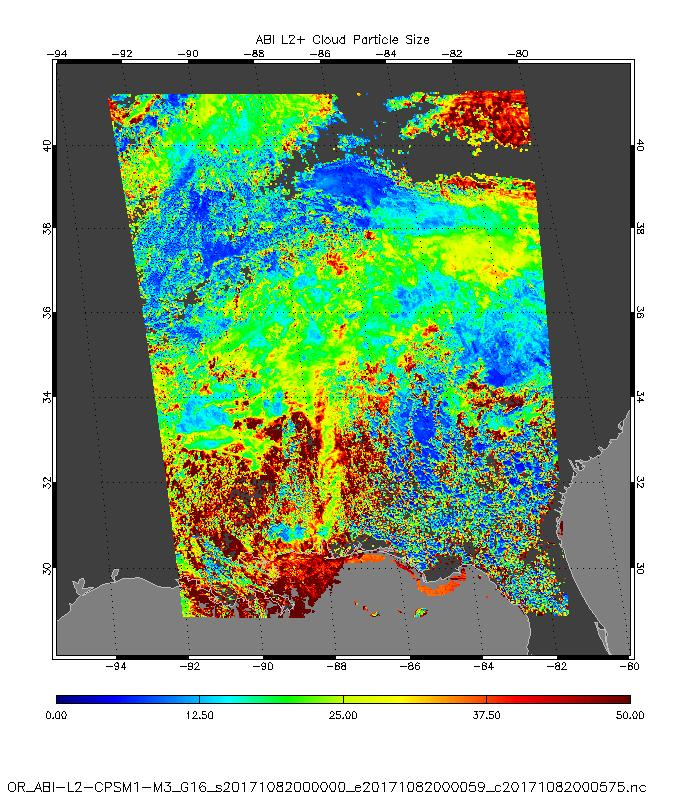 ABI L2+ Cloud Particle Size
-94 -92 -90 -88 -86 -84 -82 -80
40 40
38 38
36 36
34 34
32 32
30 30
-94 -92 -90 -88 -86 -84 -82 -80
0.00 12.50 25.00 37.50 50.00
OR_ABI-L2-CPSM1-M3_G16_s20171082000000_e20171082000059_c20171082000575.nc